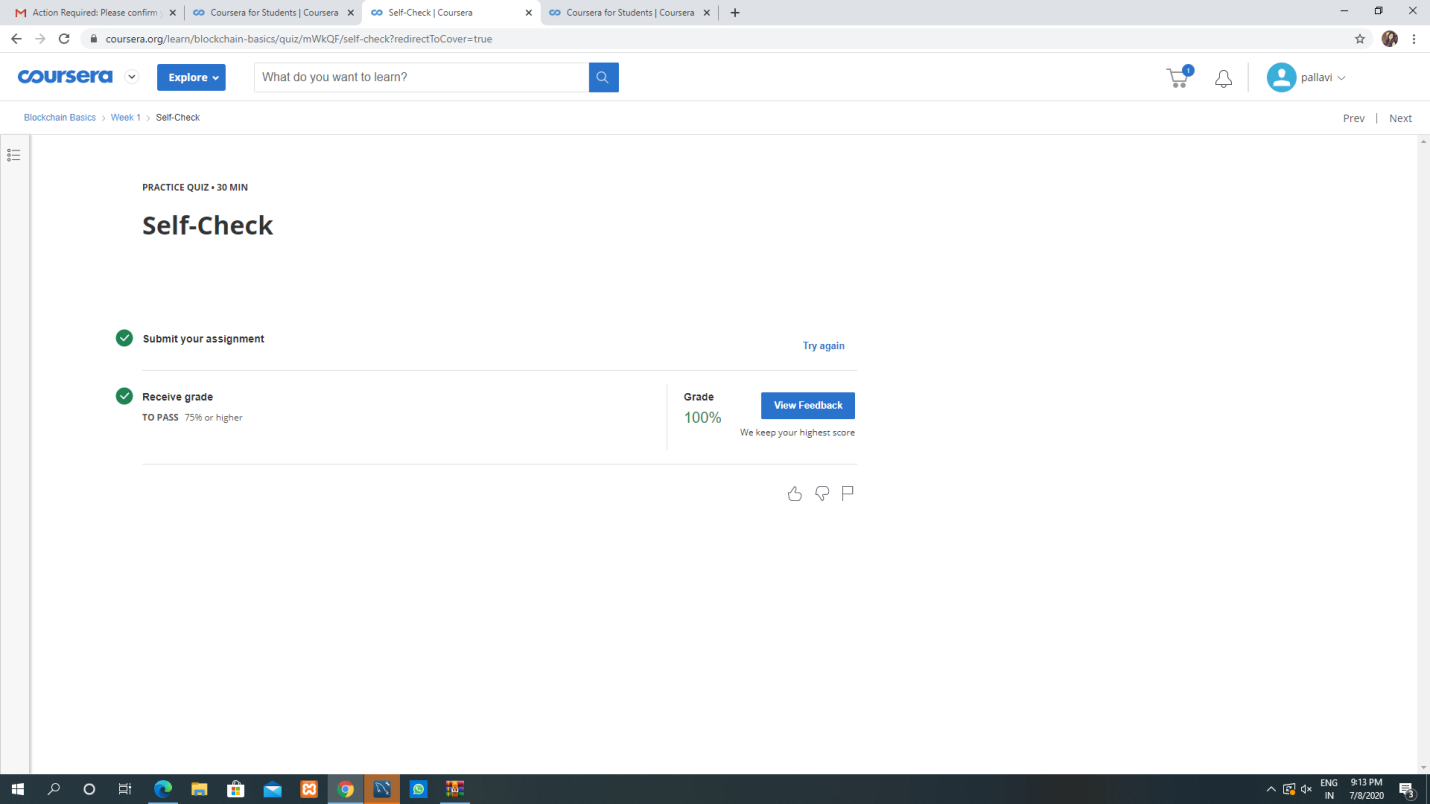 Action Required: Please confirm
Coursera for Students | Coursera
Self-Check | Coursera
Coursera for Students | Coursera
coursera.org/learn/blockchain-basics/quiz/mWkQF/self-check?redirectToCover=true
coursera
Explore
What do you want to learn?
1
pallavi
Blockchain Basics > Week 1 > Self-Check
Prev | Next
PRACTICE QUIZ • 30 MIN
Self-Check
Submit your assignment
Try again
Receive grade
TO PASS 75% or higher
Grade
100%
View Feedback
We keep your highest score
ENG
IN
9:13 PM
7/8/2020
3